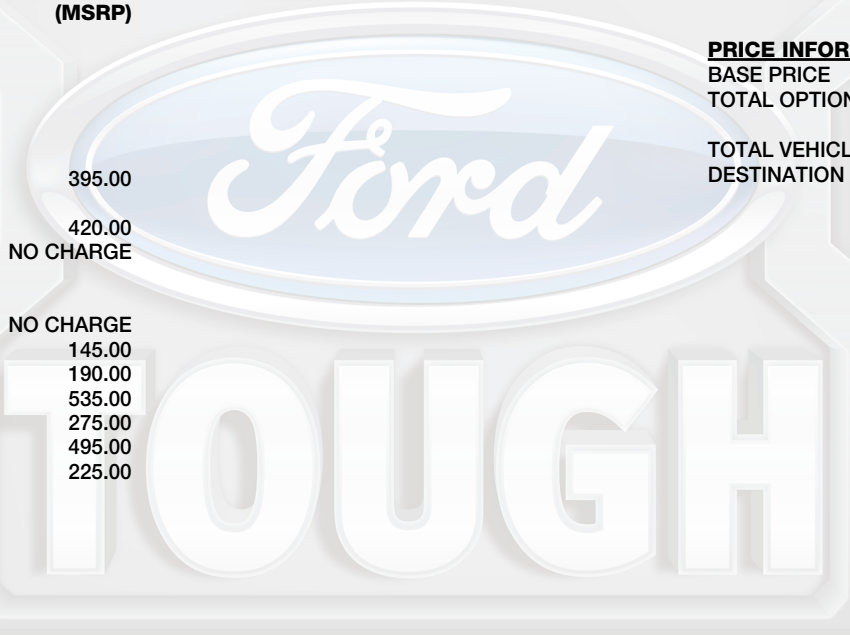 (MSRP)
395.00
420.00
NO CHARGE
NO CHARGE
145.00
190.00
535.00
275.00
495.00
225.00
PRICE INFOR
BASE PRICE
TOTAL OPTION
TOTAL VEHICL
DESTINATION
Ford
TOUGH